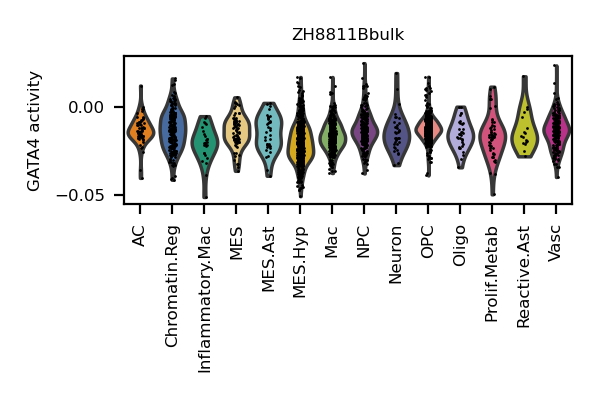 ZH8811Bbulk
GATA4 activity
0.00
−0.05
AC
Chromatin.Reg
Inflammatory.Mac
MES
MES.Ast
MES.Hyp
Mac
NPC
Neuron
OPC
Oligo
Prolif.Metab
Reactive.Ast
Vasc